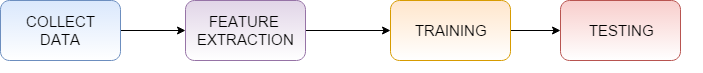 COLLECT
DATA
FEATURE
EXTRACTION
TRAINING
TESTING